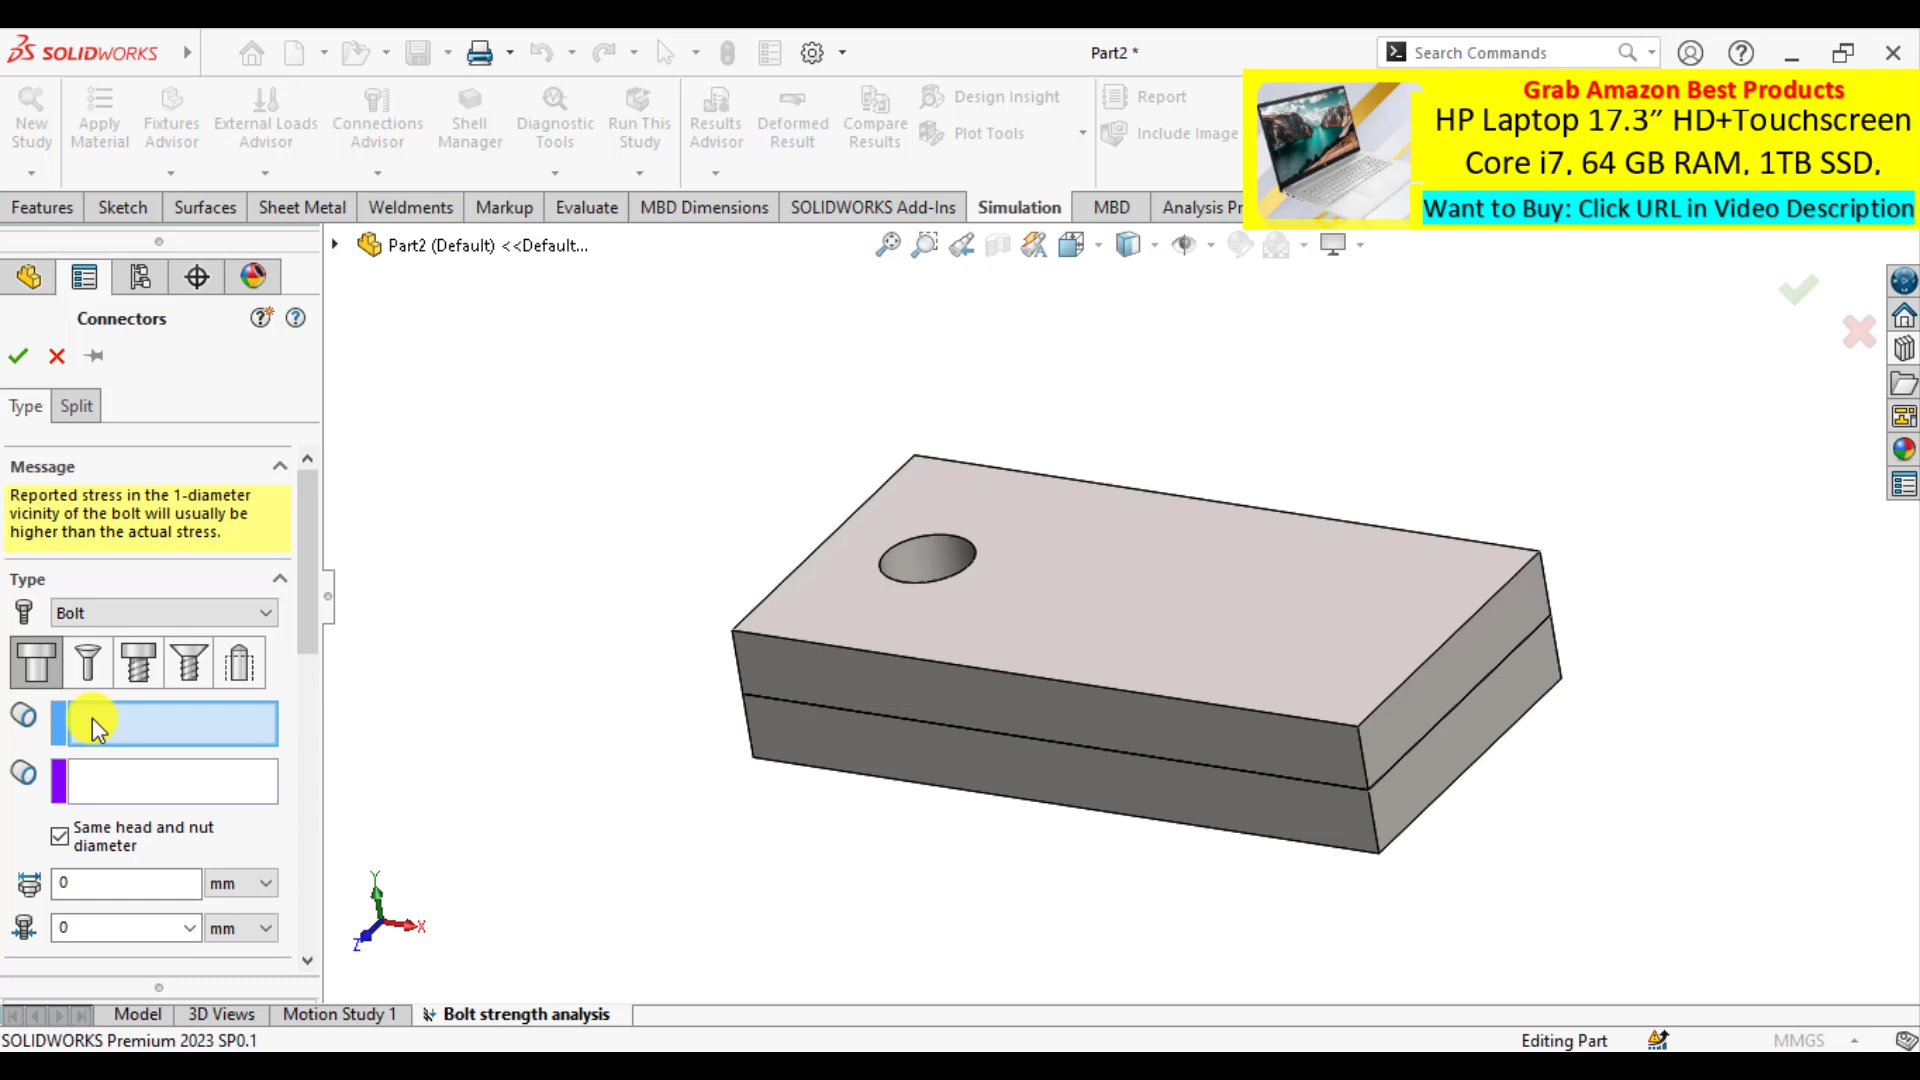 SOLIDWORKS
Part2 *
Search Commands
New Study
Apply Material
Fixtures Advisor
External Loads Advisor
Connections Advisor
Shell Manager
Diagnostic Tools
Run This Study
Results Advisor
Deformed Result
Compare Results
Design Insight
Plot Tools
Report
Include Image
Grab Amazon Best Products
HP Laptop 17.3″ HD+Touchscreen
Core i7, 64 GB RAM, 1TB SSD,
Want to Buy: Click URL in Video Description
Features
Sketch
Surfaces
Sheet Metal
Weldments
Markup
Evaluate
MBD Dimensions
SOLIDWORKS Add-Ins
Simulation
MBD
Analysis Pr
Part2 (Default) <<Default...
Connectors
Type
Split
Message
Reported stress in the 1-diameter
vicinity of the bolt will usually be
higher than the actual stress.
Type
Bolt
Same head and nut
diameter
0
mm
0
mm
Y
X
Z
Model
3D Views
Motion Study 1
Bolt strength analysis
SOLIDWORKS Premium 2023 SP0.1
Editing Part
MMGS